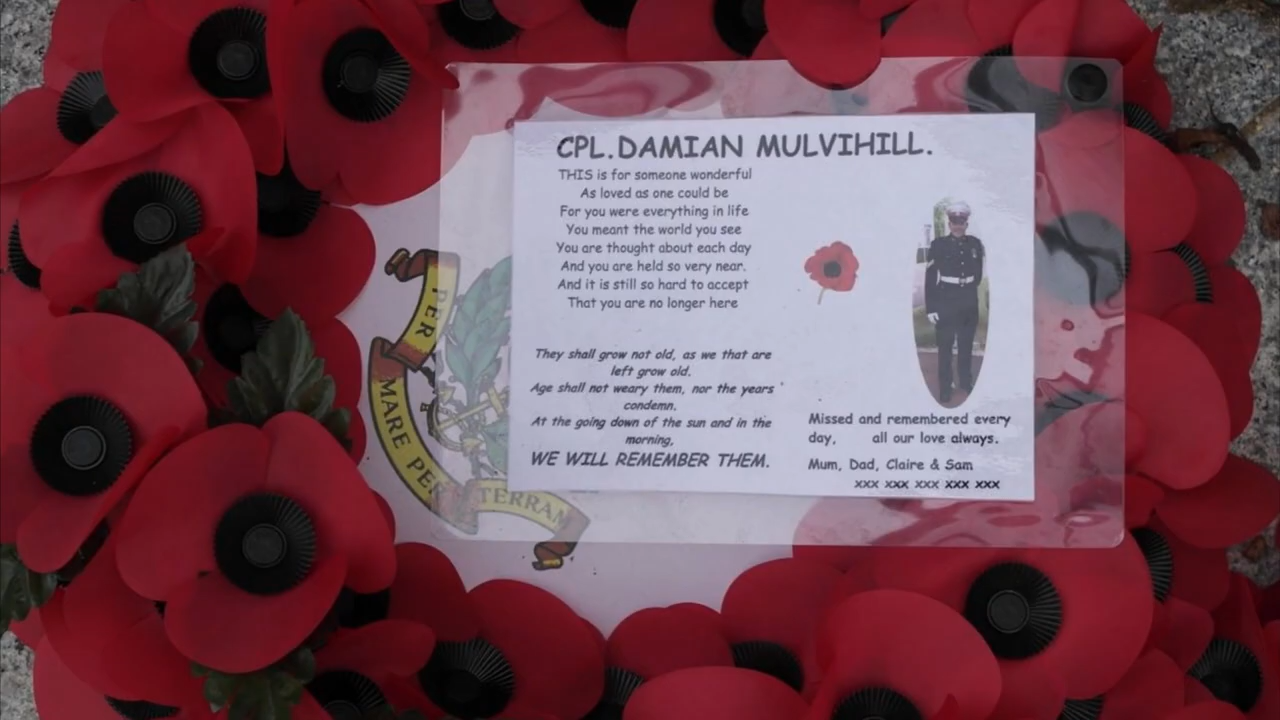 CPL.DAMIAN MULVIHILL.
THIS is for someone wonderful
As loved as one could be
For you were everything in life
You meant the world you see
You are thought about each day
And you are held so very near.
And it is still so hard to accept
That you are no longer here
They shall grow not old, as we that are
left grow old.
Age shall not weary them, nor the years
condemn.
At the going down of the sun and in the
morning,
WE WILL REMEMBER THEM.
Missed and remembered every
day, all our love always.
Mum, Dad, Claire & Sam
xxx xxx xxx xxx xxx
PER
MARE PER
TERRAM